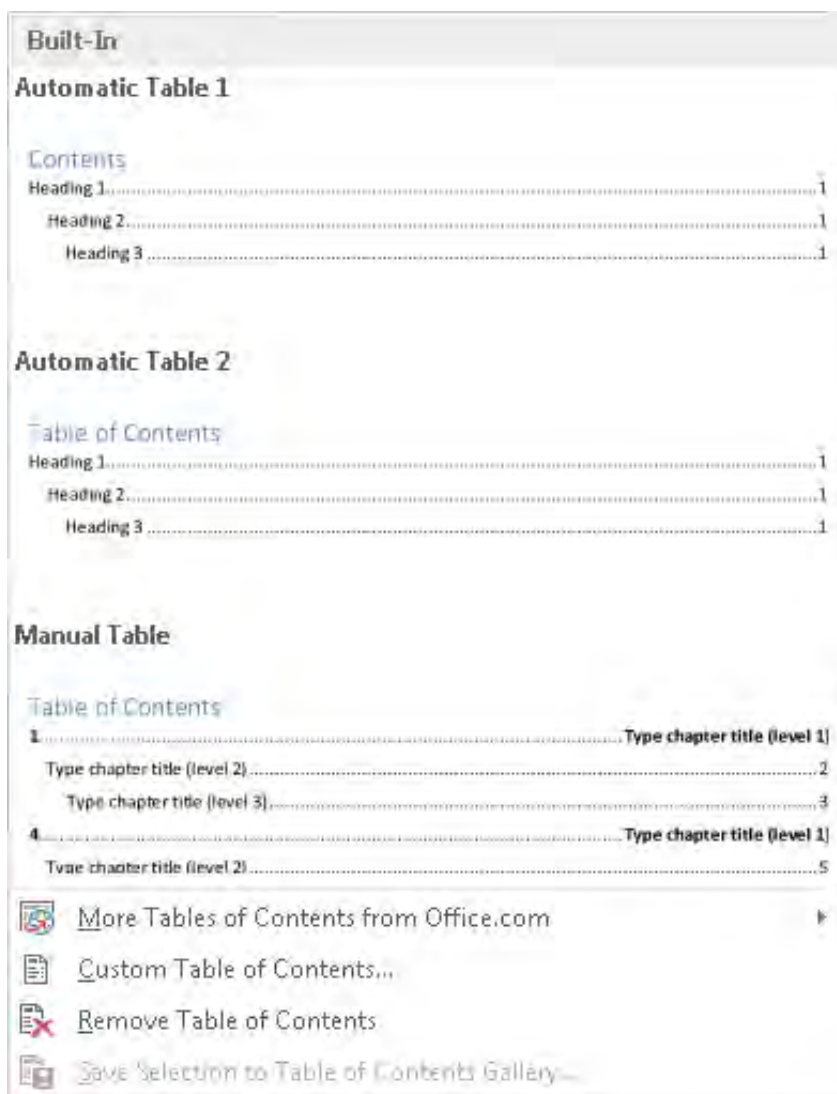 Built-In
Automatic Table 1
Contents
Heading 1........................1
Heading 2........................1
Heading 3........................1
Automatic Table 2
Table of Contents
Heading 1........................1
Heading 2........................1
Heading 3........................1
Manual Table
Table of Contents
1........................Type chapter title (level 1)
Type chapter title (level 2)........................2
Type chapter title (level 3)........................3
4........................Type chapter title (level 1)
Type chapter title (level 2)........................5
More Tables of Contents from Office.com
Custom Table of Contents...
Remove Table of Contents
Save Selection to Table of Contents Gallery...